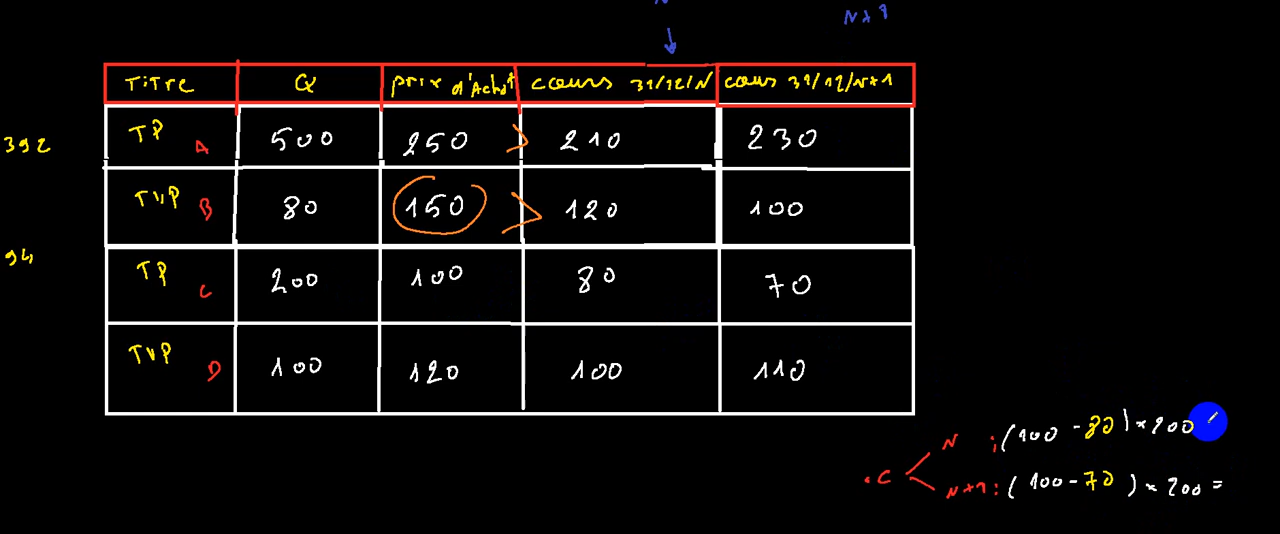 N+1
TiTre Q prix d'Achat cours 31/12/N cours 31/12/N+1
392 TP A 500 250 > 210 230
TVP B 80 150 > 120 100
94
TP C 200 100 80 70
TVP D 100 120 100 110
N : (100 - 80) × 200
. C
N+1 : (100 - 70) × 200 =